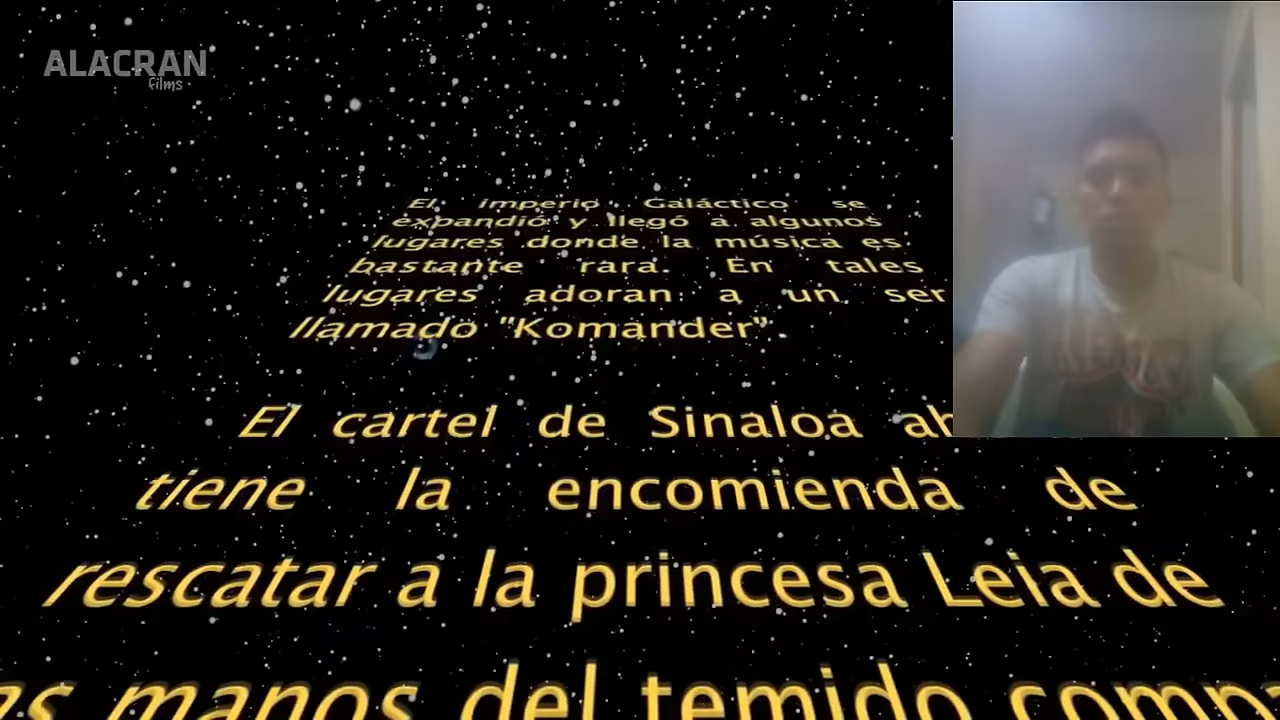 ALACRAN
films
El imperio Galáctico se
expandió y llegó a algunos
lugares donde la música es
bastante rara. En tales
lugares adoran a un ser
llamado "Komander".
El cartel de Sinaloa
tiene la encomienda de
rescatar a la princesa Leia de
manos del temido